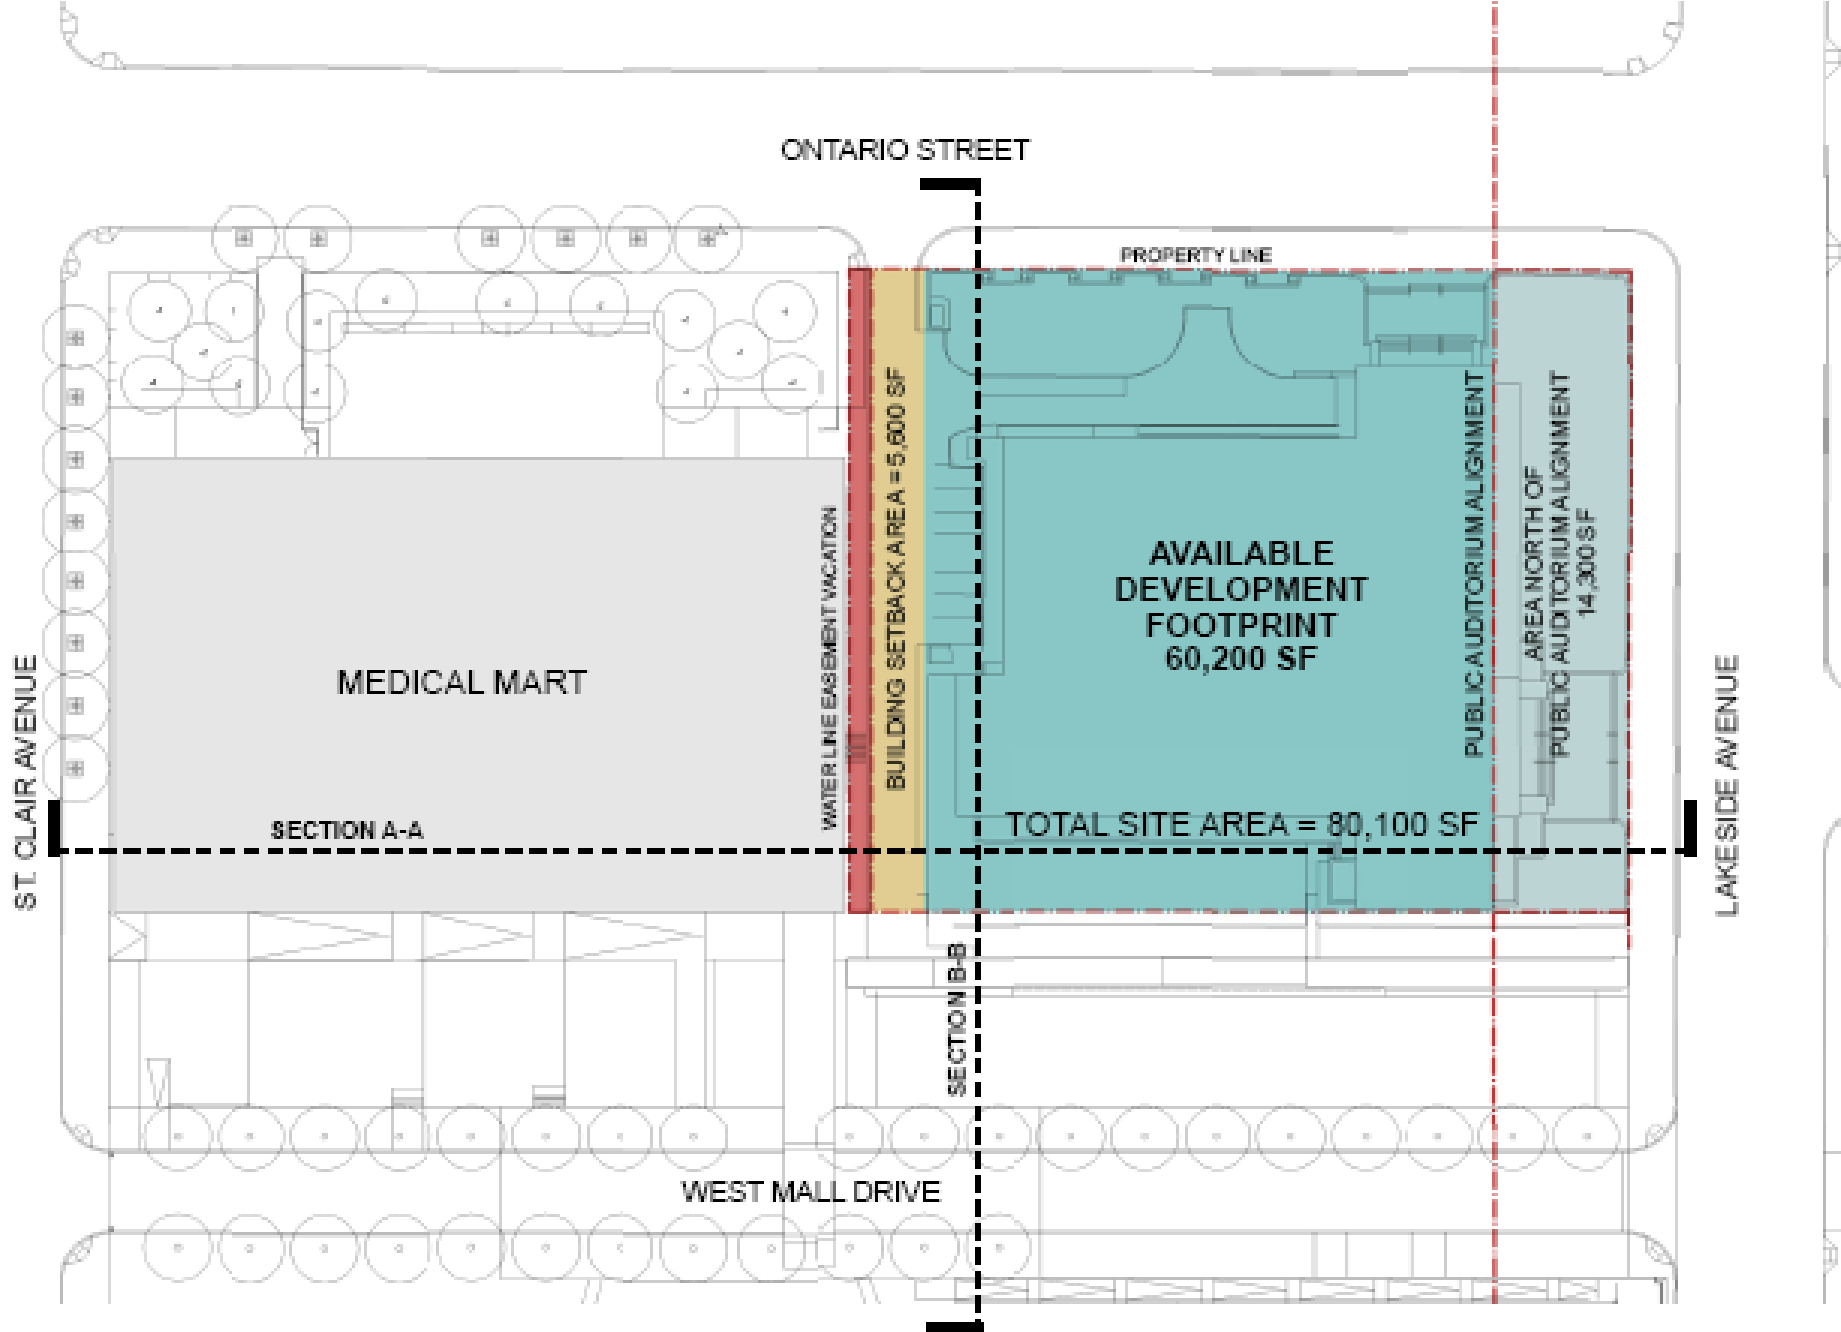 ONTARIO STREET
PROPERTY LINE
ST. CLAIR AVENUE
MEDICAL MART
SECTION A-A
WATER LINE EASEMENT VACATION
BUILDING SETBACK AREA = 5,600 SF
AVAILABLE
DEVELOPMENT
FOOTPRINT
60,200 SF
TOTAL SITE AREA = 80,100 SF
PUBLIC AUDITORIUM ALIGNMENT
AREA NORTH OF
PUBLIC AUDITORIUM ALIGNMENT
14,300 SF
LAKESIDE AVENUE
SECTION B-B
WEST MALL DRIVE